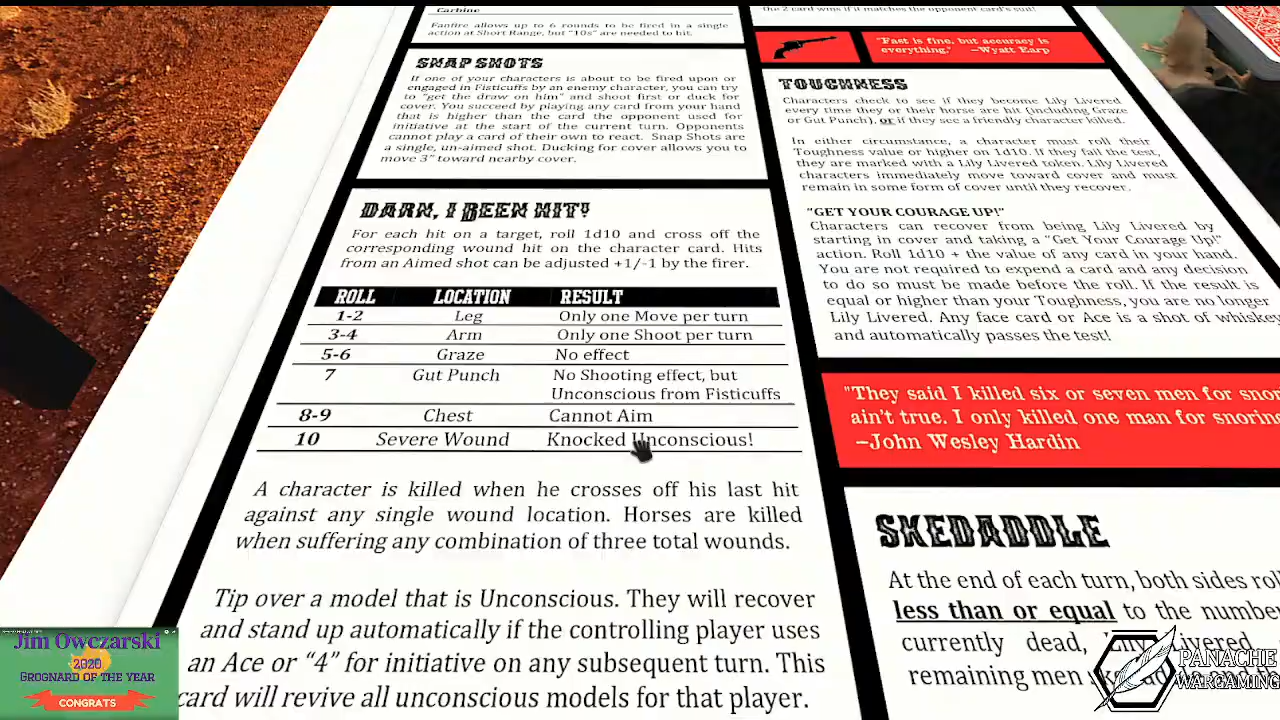 Carbine
Fanfire allows up to 6 rounds to be fired in a single
action at Short Range, but "10s" are needed to hit.
SNAP SHOTS
If one of your characters is about to be fired upon or
engaged in Fisticuffs by an enemy character, you can try
to "get the draw on him" and shoot first or duck for
cover. You succeed by playing any card from your hand
that is higher than the card the opponent used for
initiative at the start of the current turn. Opponents
cannot play a card of their own to react. Snap Shots are
a single, un-aimed shot. Ducking for cover allows you to
move 3" toward nearby cover.
DARN, I BEEN HIT!
For each hit on a target, roll 1d10 and cross off the
corresponding wound hit on the character card. Hits
from an Aimed shot can be adjusted +1/-1 by the firer.
ROLL LOCATION RESULT
1-2 Leg Only one Move per turn
3-4 Arm Only one Shoot per turn
5-6 Graze No effect
7 Gut Punch No Shooting effect, but
Unconscious from Fisticuffs
8-9 Chest Cannot Aim
10 Severe Wound Knocked Unconscious!
A character is killed when he crosses off his last hit
against any single wound location. Horses are killed
when suffering any combination of three total wounds.
Tip over a model that is Unconscious. They will recover
and stand up automatically if the controlling player uses
an Ace or "4" for initiative on any subsequent turn. This
card will revive all unconscious models for that player.
the 2 card wins if it matches the opponent card's suit!
"Fast is fine, but accuracy is
everything." —Wyatt Earp
TOUGHNESS
Characters check to see if they become Lily Livered
every time they or their horse are hit (including Graze
or Gut Punch), or if they see a friendly character killed.
In either circumstance, a character must roll their
Toughness value or higher on 1d10. If they fail the test,
they are marked with a Lily Livered token. Lily Livered
characters immediately move toward cover and must
remain in some form of cover until they recover.
"GET YOUR COURAGE UP!"
Characters can recover from being Lily Livered by
starting in cover and taking a "Get Your Courage Up!"
action. Roll 1d10 + the value of any card in your hand.
You are not required to expend a card and any decision
to do so must be made before the roll. If the result is
equal or higher than your Toughness, you are no longer
Lily Livered. Any face card or Ace is a shot of whiskey
and automatically passes the test!
"They said I killed six or seven men for snor
ain't true. I only killed one man for snorin
—John Wesley Hardin
SKEDADDLE
At the end of each turn, both sides rol
less than or equal to the number
currently dead, Lily Livered
remaining men
Jim Owczarski
2020
GROGNARD OF THE YEAR
CONGRATS
PANACHE
WARGAMING